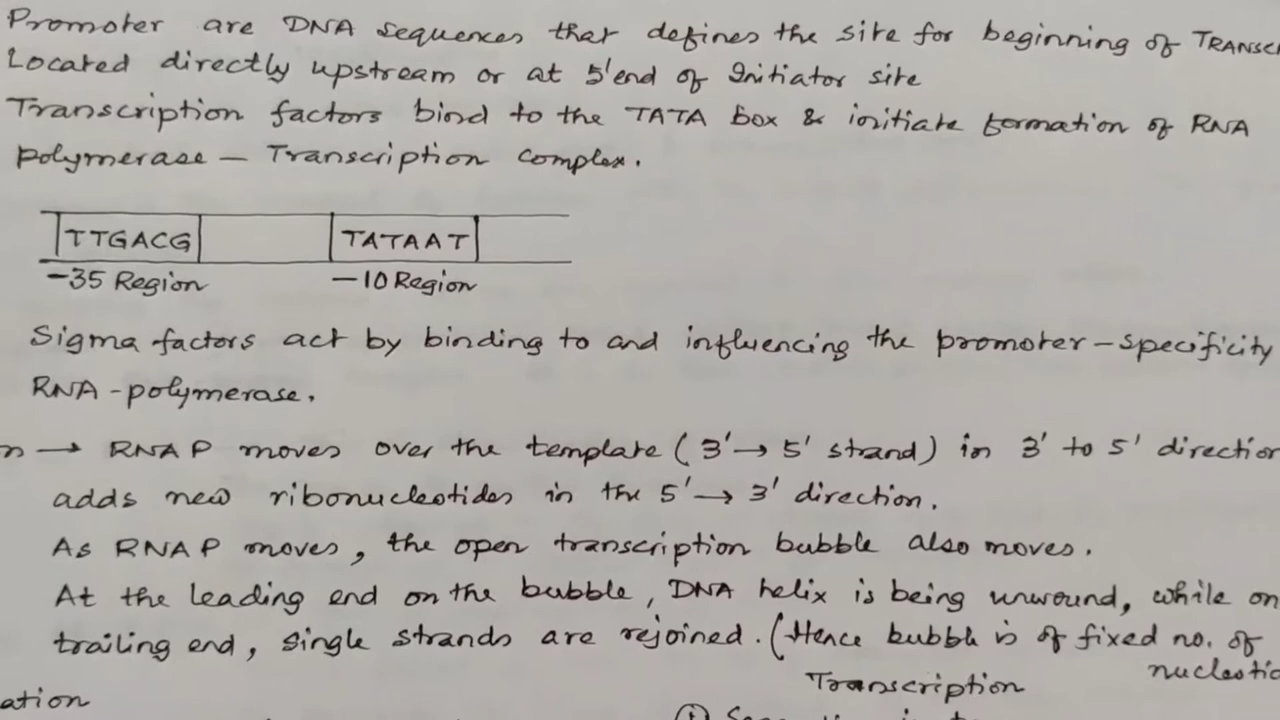 Promoter are DNA sequences that defines the site for beginning of TRANSC
Located directly upstream or at 5'end of Initiator site
Transcription factors bind to the TATA box & initiate formation of RNA
polymerase – Transcription complex.
TTGACG TATAAT
-35 Region -10 Region
Sigma factors act by binding to and influencing the promoter-specificity
RNA-polymerase.
n → RNAP moves over the template (3'→ 5' strand) in 3' to 5' direction
adds new ribonucleotides in the 5'→ 3' direction.
As RNAP moves, the open transcription bubble also moves.
At the leading end on the bubble, DNA helix is being unwound, while on
trailing end, single strands are rejoined. (Hence bubble is of fixed no. of
nucleotid
Transcription
ation